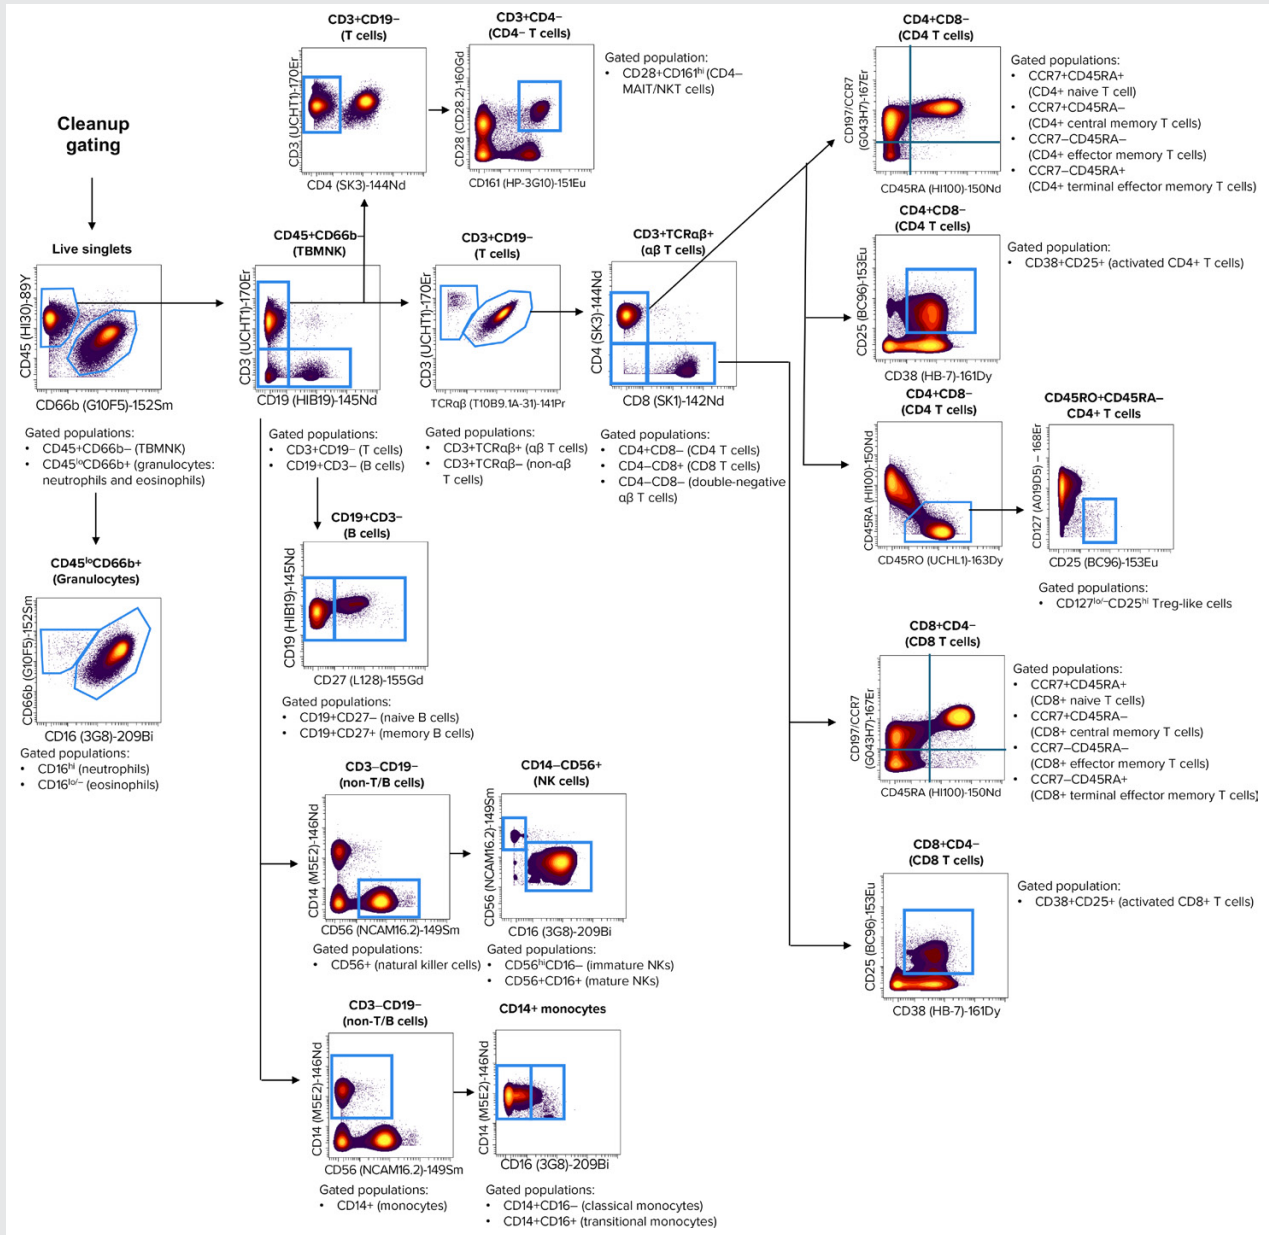 Cleanup
gating
Live singlets
CD45 (HI30)-89Y
CD66b (G10F5)-152Sm
Gated populations:
• CD45+CD66b– (TBMNK)
• CD45loCD66b+ (granulocytes:
neutrophils and eosinophils)
CD45loCD66b+
(Granulocytes)
CD66b (G10F5)-152Sm
CD16 (3G8)-209Bi
Gated populations:
• CD16hi (neutrophils)
• CD16lo/– (eosinophils)
CD3+CD19–
(T cells)
CD3 (UCHT1)-170Er
CD4 (SK3)-144Nd
CD3+CD4–
(CD4– T cells)
CD28 (CD28.2)-160Gd
CD161 (HP-3G10)-151Eu
Gated population:
• CD28+CD161hi (CD4–
MAIT/NKT cells)
CD45+CD66b–
(TBMNK)
CD3 (UCHT1)-170Er
CD19 (HIB19)-145Nd
Gated populations:
• CD3+CD19– (T cells)
• CD19+CD3– (B cells)
CD3+CD19–
(T cells)
CD3 (UCHT1)-170Er
TCRαβ (T10B9.1A-31)-141Pr
Gated populations:
• CD3+TCRαβ+ (αβ T cells)
• CD3+TCRαβ– (non-αβ
T cells)
CD3+TCRαβ+
(αβ T cells)
CD4 (SK3)-144Nd
CD8 (SK1)-142Nd
Gated populations:
• CD4+CD8– (CD4 T cells)
• CD4–CD8+ (CD8 T cells)
• CD4–CD8– (double-negative
αβ T cells)
CD19+CD3–
(B cells)
CD19 (HIB19)-145Nd
CD27 (L128)-155Gd
Gated populations:
• CD19+CD27– (naive B cells)
• CD19+CD27+ (memory B cells)
CD3–CD19–
(non-T/B cells)
CD14 (M5E2)-146Nd
CD56 (NCAM16.2)-149Sm
Gated populations:
• CD56+ (natural killer cells)
CD14–CD56+
(NK cells)
CD56 (NCAM16.2)-149Sm
CD16 (3G8)-209Bi
Gated populations:
• CD56hiCD16– (immature NKs)
• CD56+CD16+ (mature NKs)
CD3–CD19–
(non-T/B cells)
CD14 (M5E2)-146Nd
CD56 (NCAM16.2)-149Sm
Gated populations:
• CD14+ (monocytes)
CD14+ monocytes
CD14 (M5E2)-146Nd
CD16 (3G8)-209Bi
Gated populations:
• CD14+CD16– (classical monocytes)
• CD14+CD16+ (transitional monocytes)
CD4+CD8–
(CD4 T cells)
CD197/CCR7
(G043H7)-167Er
CD45RA (HI100)-150Nd
Gated populations:
• CCR7+CD45RA+
(CD4+ naive T cell)
• CCR7+CD45RA–
(CD4+ central memory T cells)
• CCR7–CD45RA–
(CD4+ effector memory T cells)
• CCR7–CD45RA+
(CD4+ terminal effector memory T cells)
CD4+CD8–
(CD4 T cells)
CD25 (BC96)-153Eu
CD38 (HB-7)-161Dy
Gated population:
• CD38+CD25+ (activated CD4+ T cells)
CD4+CD8–
(CD4 T cells)
CD45RA (HI100)-150Nd
CD45RO (UCHL1)-163Dy
CD45RO+CD45RA–
CD4+ T cells
CD127 (A019D5) – 168Er
CD25 (BC96)-153Eu
Gated populations:
• CD127lo/–CD25hi Treg-like cells
CD8+CD4–
(CD8 T cells)
CD197/CCR7
(G043H7)-167Er
CD45RA (HI100)-150Nd
Gated populations:
• CCR7+CD45RA+
(CD8+ naive T cells)
• CCR7+CD45RA–
(CD8+ central memory T cells)
• CCR7–CD45RA–
(CD8+ effector memory T cells)
• CCR7–CD45RA+
(CD8+ terminal effector memory T cells)
CD8+CD4–
(CD8 T cells)
CD25 (BC96)-153Eu
CD38 (HB-7)-161Dy
Gated population:
• CD38+CD25+ (activated CD8+ T cells)